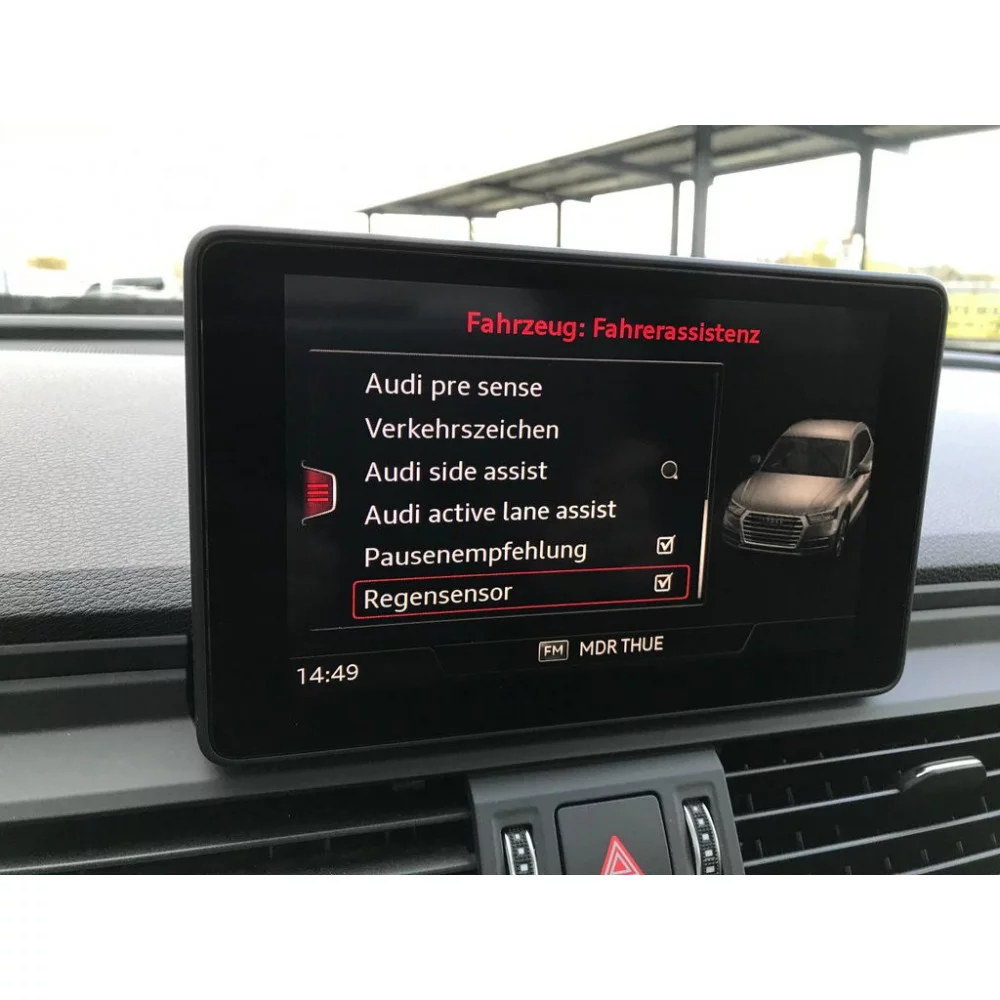 Fahrzeug: Fahrerassistenz
Audi pre sense
Verkehrszeichen
Audi side assist
Audi active lane assist
Pausenempfehlung
Regensensor
FM MDR THUE
14:49